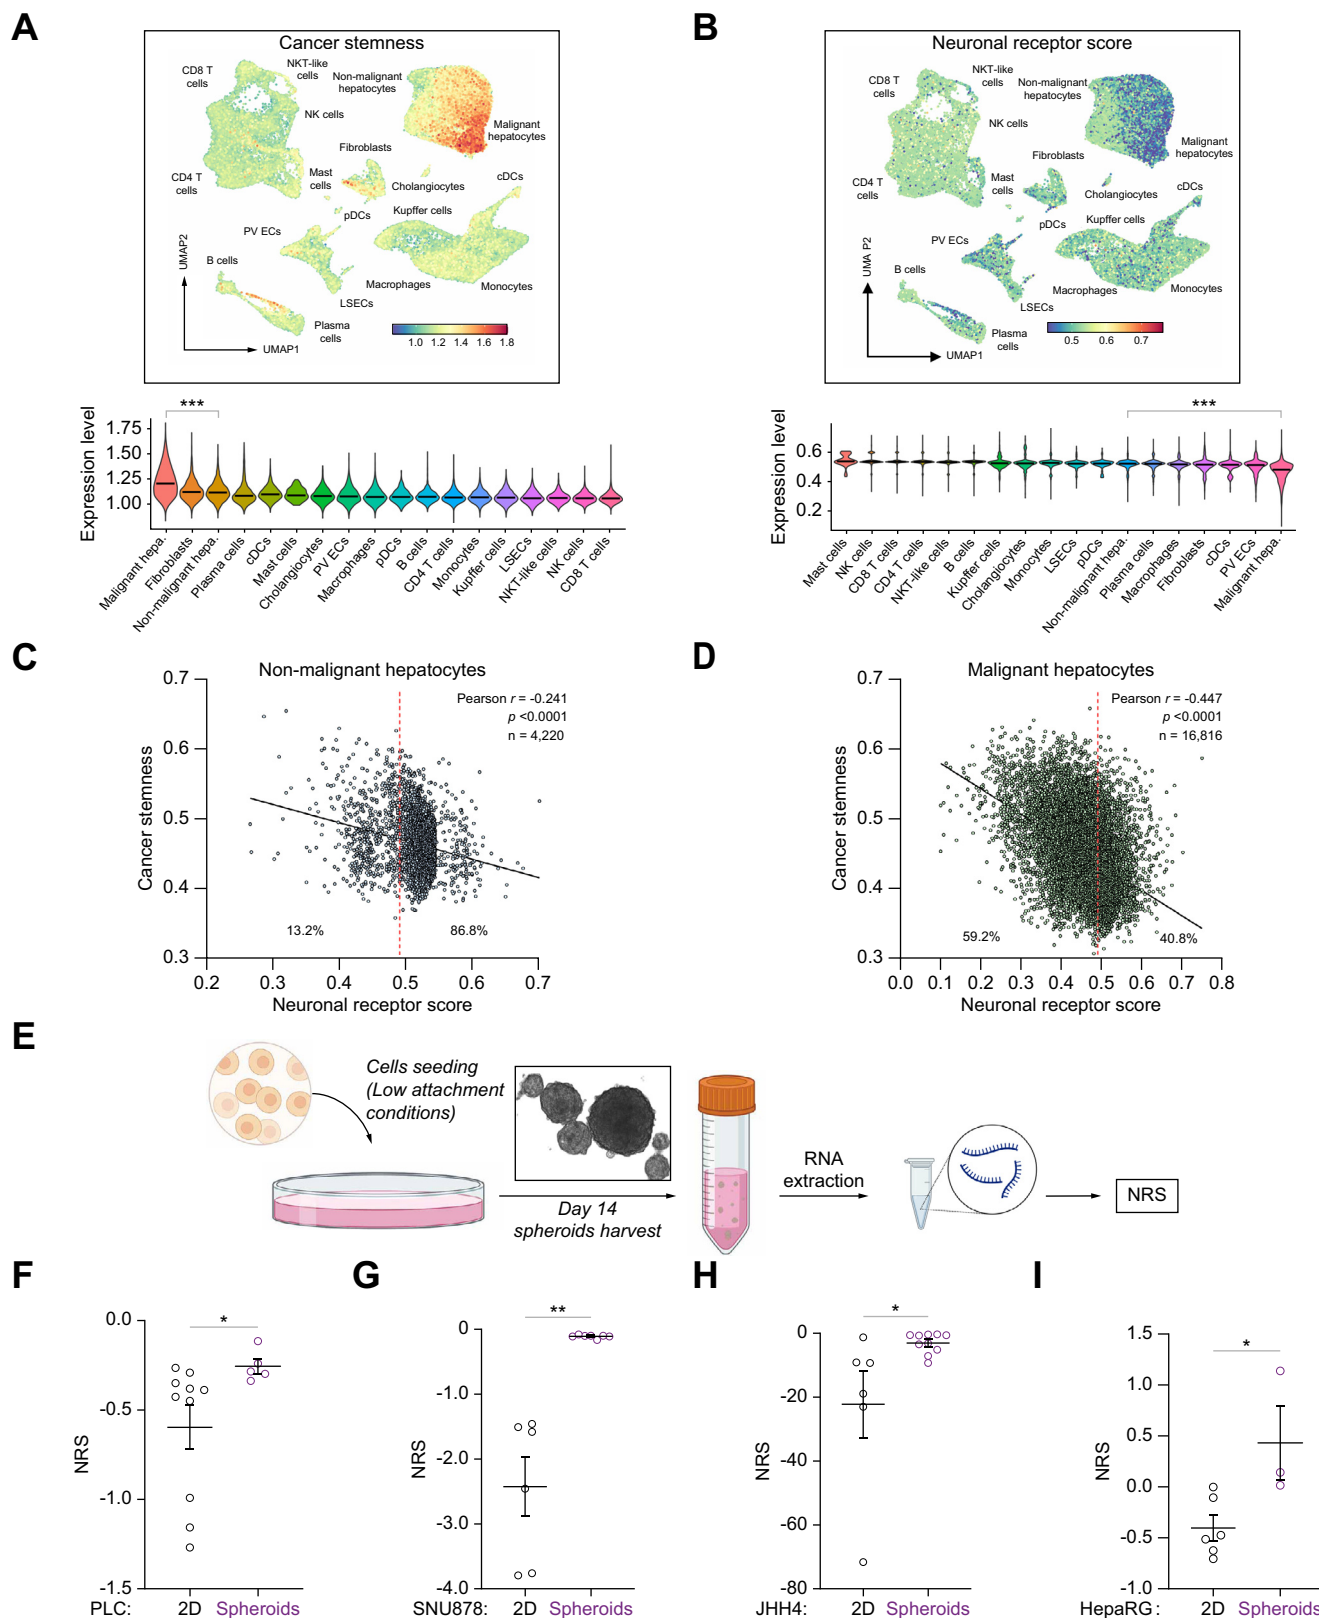 A
Cancer stemness
CD8 T
cells
NKT-like
cells
Non-malignant
hepatocytes
NK cells
Malignant
hepatocytes
Fibroblasts
CD4 T
cells
Mast
cells
Cholangiocytes
cDCs
pDCs
Kupffer cells
PV ECs
B cells
Macrophages
Monocytes
LSECs
Plasma
cells
UMAP2
UMAP1
1.0 1.2 1.4 1.6 1.8
***
Expression level
1.75
1.50
1.25
1.00
Malignant hepa.
Fibroblasts
Non-malignant hepa.
Plasma cells
cDCs
Mast cells
Cholangiocytes
PV ECs
Macrophages
pDCs
B cells
CD4 T cells
Monocytes
Kupffer cells
LSECs
NKT-like cells
NK cells
CD8 T cells
B
Neuronal receptor score
CD8 T
cells
NKT-like
cells
Non-malignant
hepatocytes
NK cells
Malignant
hepatocytes
Fibroblasts
CD4 T
cells
Mast
cells
Cholangiocytes
cDCs
pDCs
Kupffer cells
PV ECs
B cells
Macrophages
Monocytes
LSECs
Plasma
cells
UMA P2
UMAP1
0.5 0.6 0.7
***
Expression level
0.6
0.4
0.2
Mast cells
NK cells
CD8 T cells
CD4 T cells
NKT-like cells
B cells
Kupffer cells
Cholangiocytes
Monocytes
LSECs
pDCs
Non-malignant hepa.
Plasma cells
Macrophages
Fibroblasts
cDCs
PV ECs
Malignant hepa.
C
Non-malignant hepatocytes
Pearson r = -0.241
p <0.0001
n = 4,220
Cancer stemness
0.7
0.6
0.5
0.4
0.3
13.2% 86.8%
0.2 0.3 0.4 0.5 0.6 0.7
Neuronal receptor score
D
Malignant hepatocytes
Pearson r = -0.447
p <0.0001
n = 16,816
Cancer stemness
0.7
0.6
0.5
0.4
0.3
59.2% 40.8%
0.0 0.1 0.2 0.3 0.4 0.5 0.6 0.7 0.8
Neuronal receptor score
E
Cells seeding
(Low attachment
conditions)
Day 14
spheroids harvest
RNA
extraction
NRS
F
*
NRS
0.0
-0.5
-1.0
-1.5
PLC: 2D Spheroids
G
**
NRS
0
-1.0
-2.0
-3.0
-4.0
SNU878: 2D Spheroids
H
*
NRS
0
-20
-40
-60
-80
JHH4: 2D Spheroids
I
*
NRS
1.5
1.0
0.5
0.0
-0.5
-1.0
HepaRG: 2D Spheroids